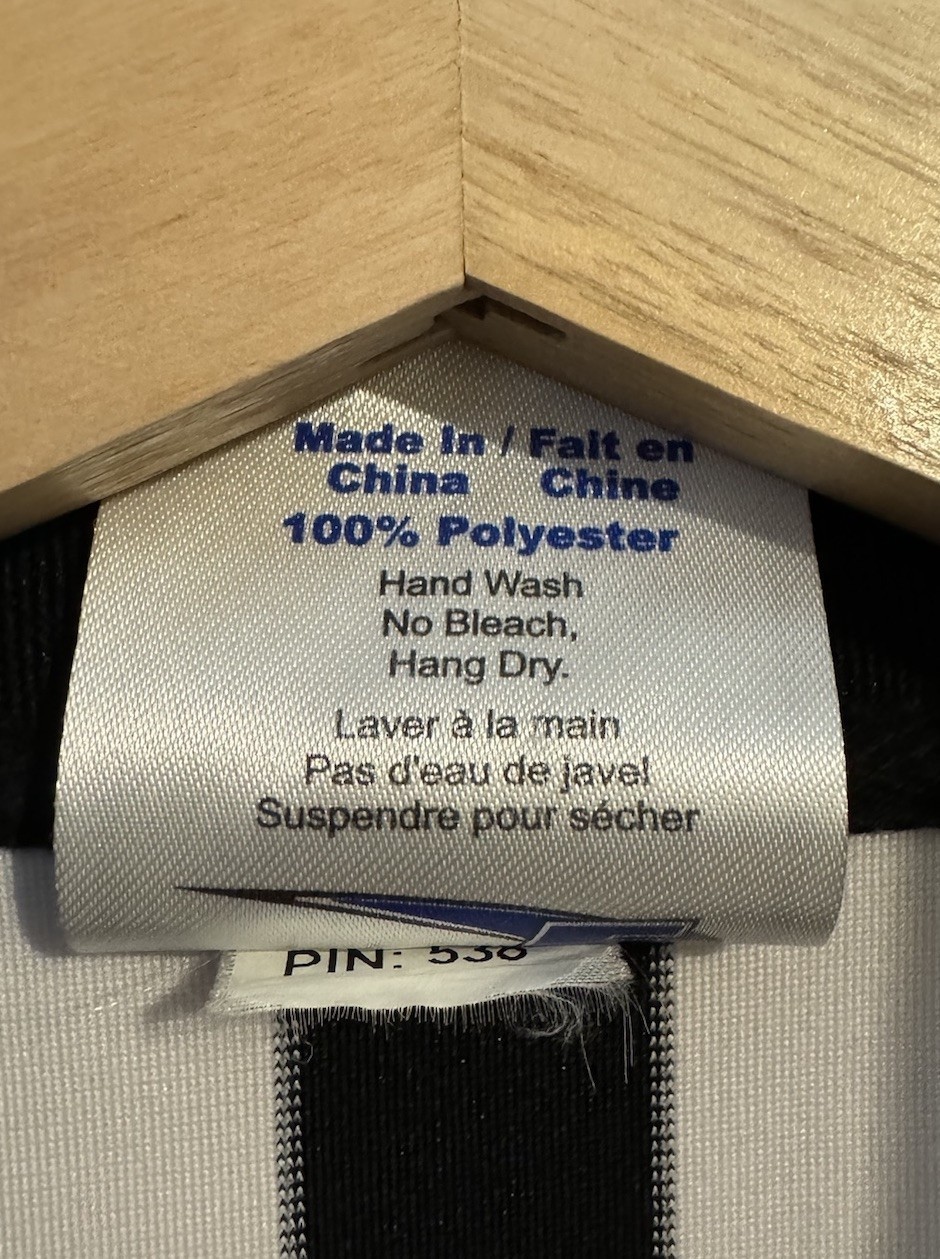 Made In / Fait en
China Chine
100% Polyester
Hand Wash
No Bleach,
Hang Dry.
Laver à la main
Pas d'eau de javel
Suspendre pour sécher
PIN: